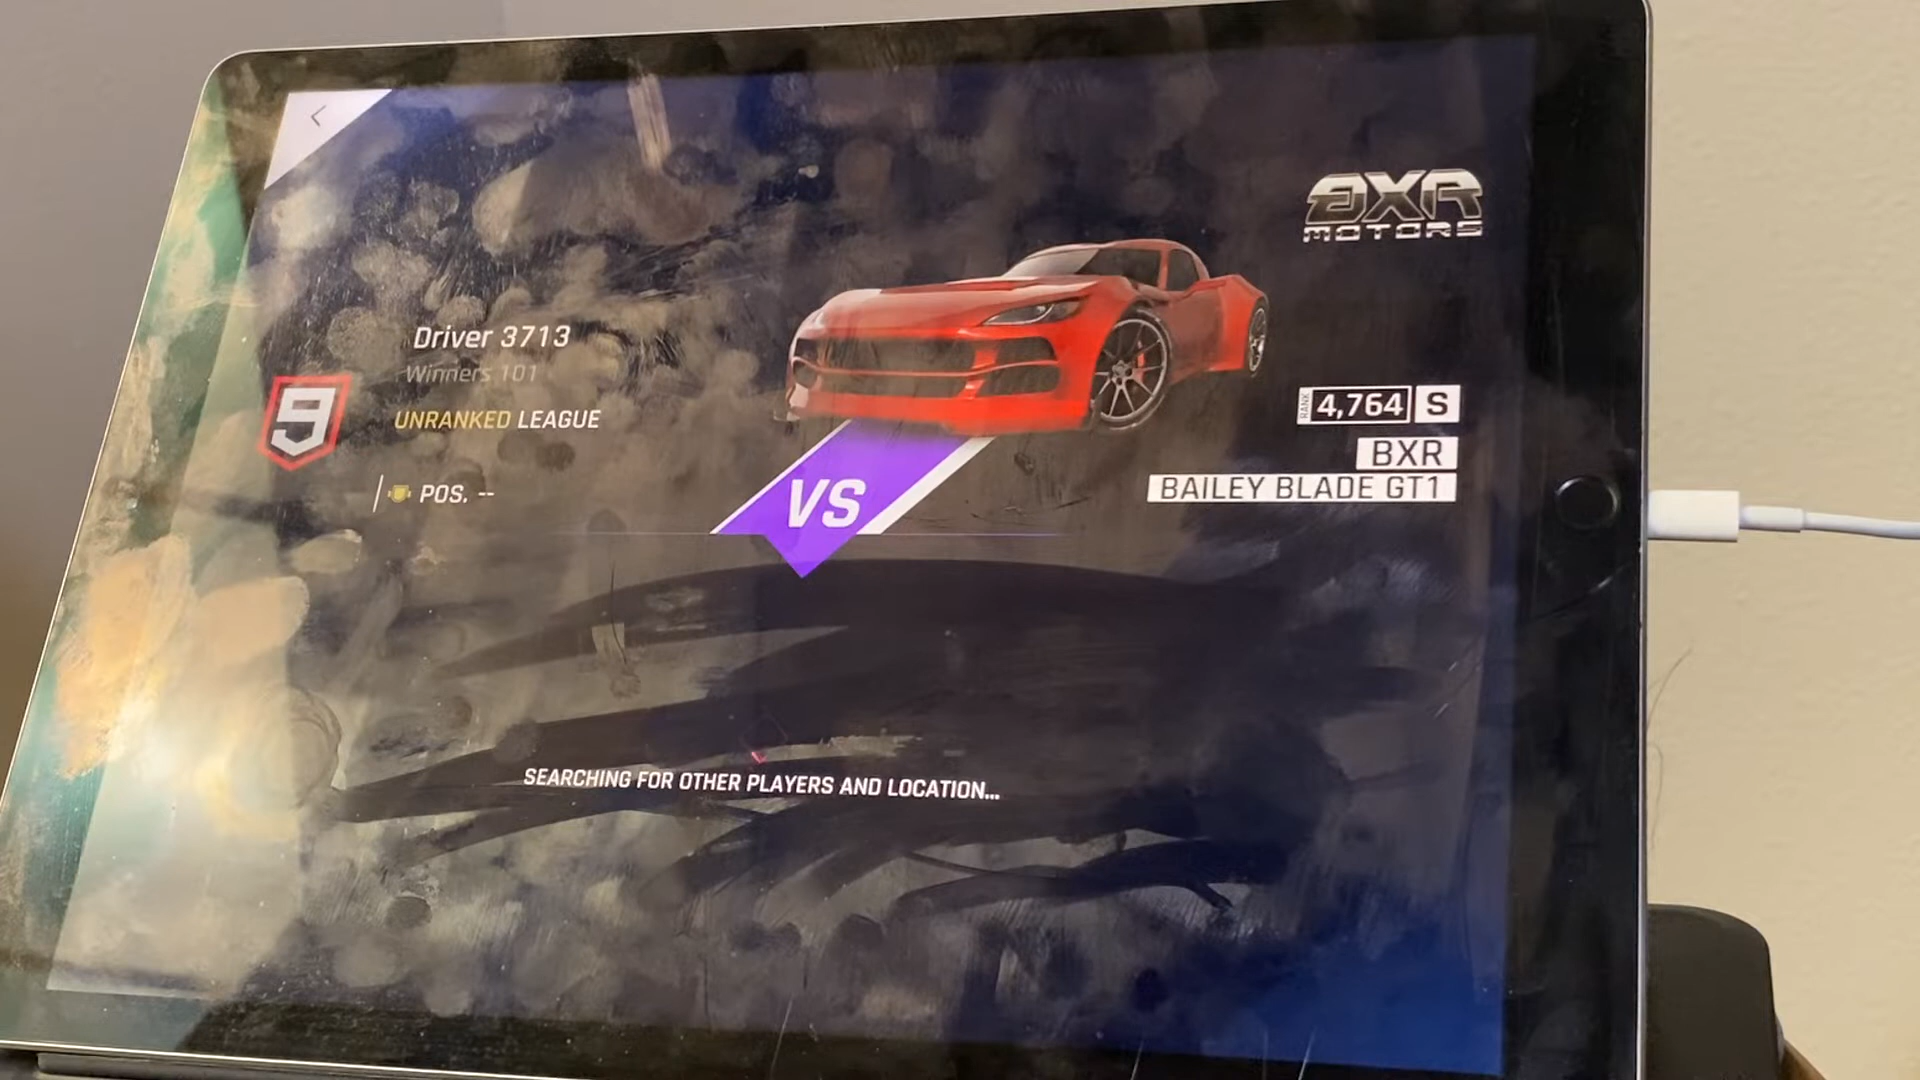 BXR
MOTORS
Driver 3713
Winners 101
9
UNRANKED LEAGUE
POS. --
VS
RANK 4,764 S
BXR
BAILEY BLADE GT1
SEARCHING FOR OTHER PLAYERS AND LOCATION...